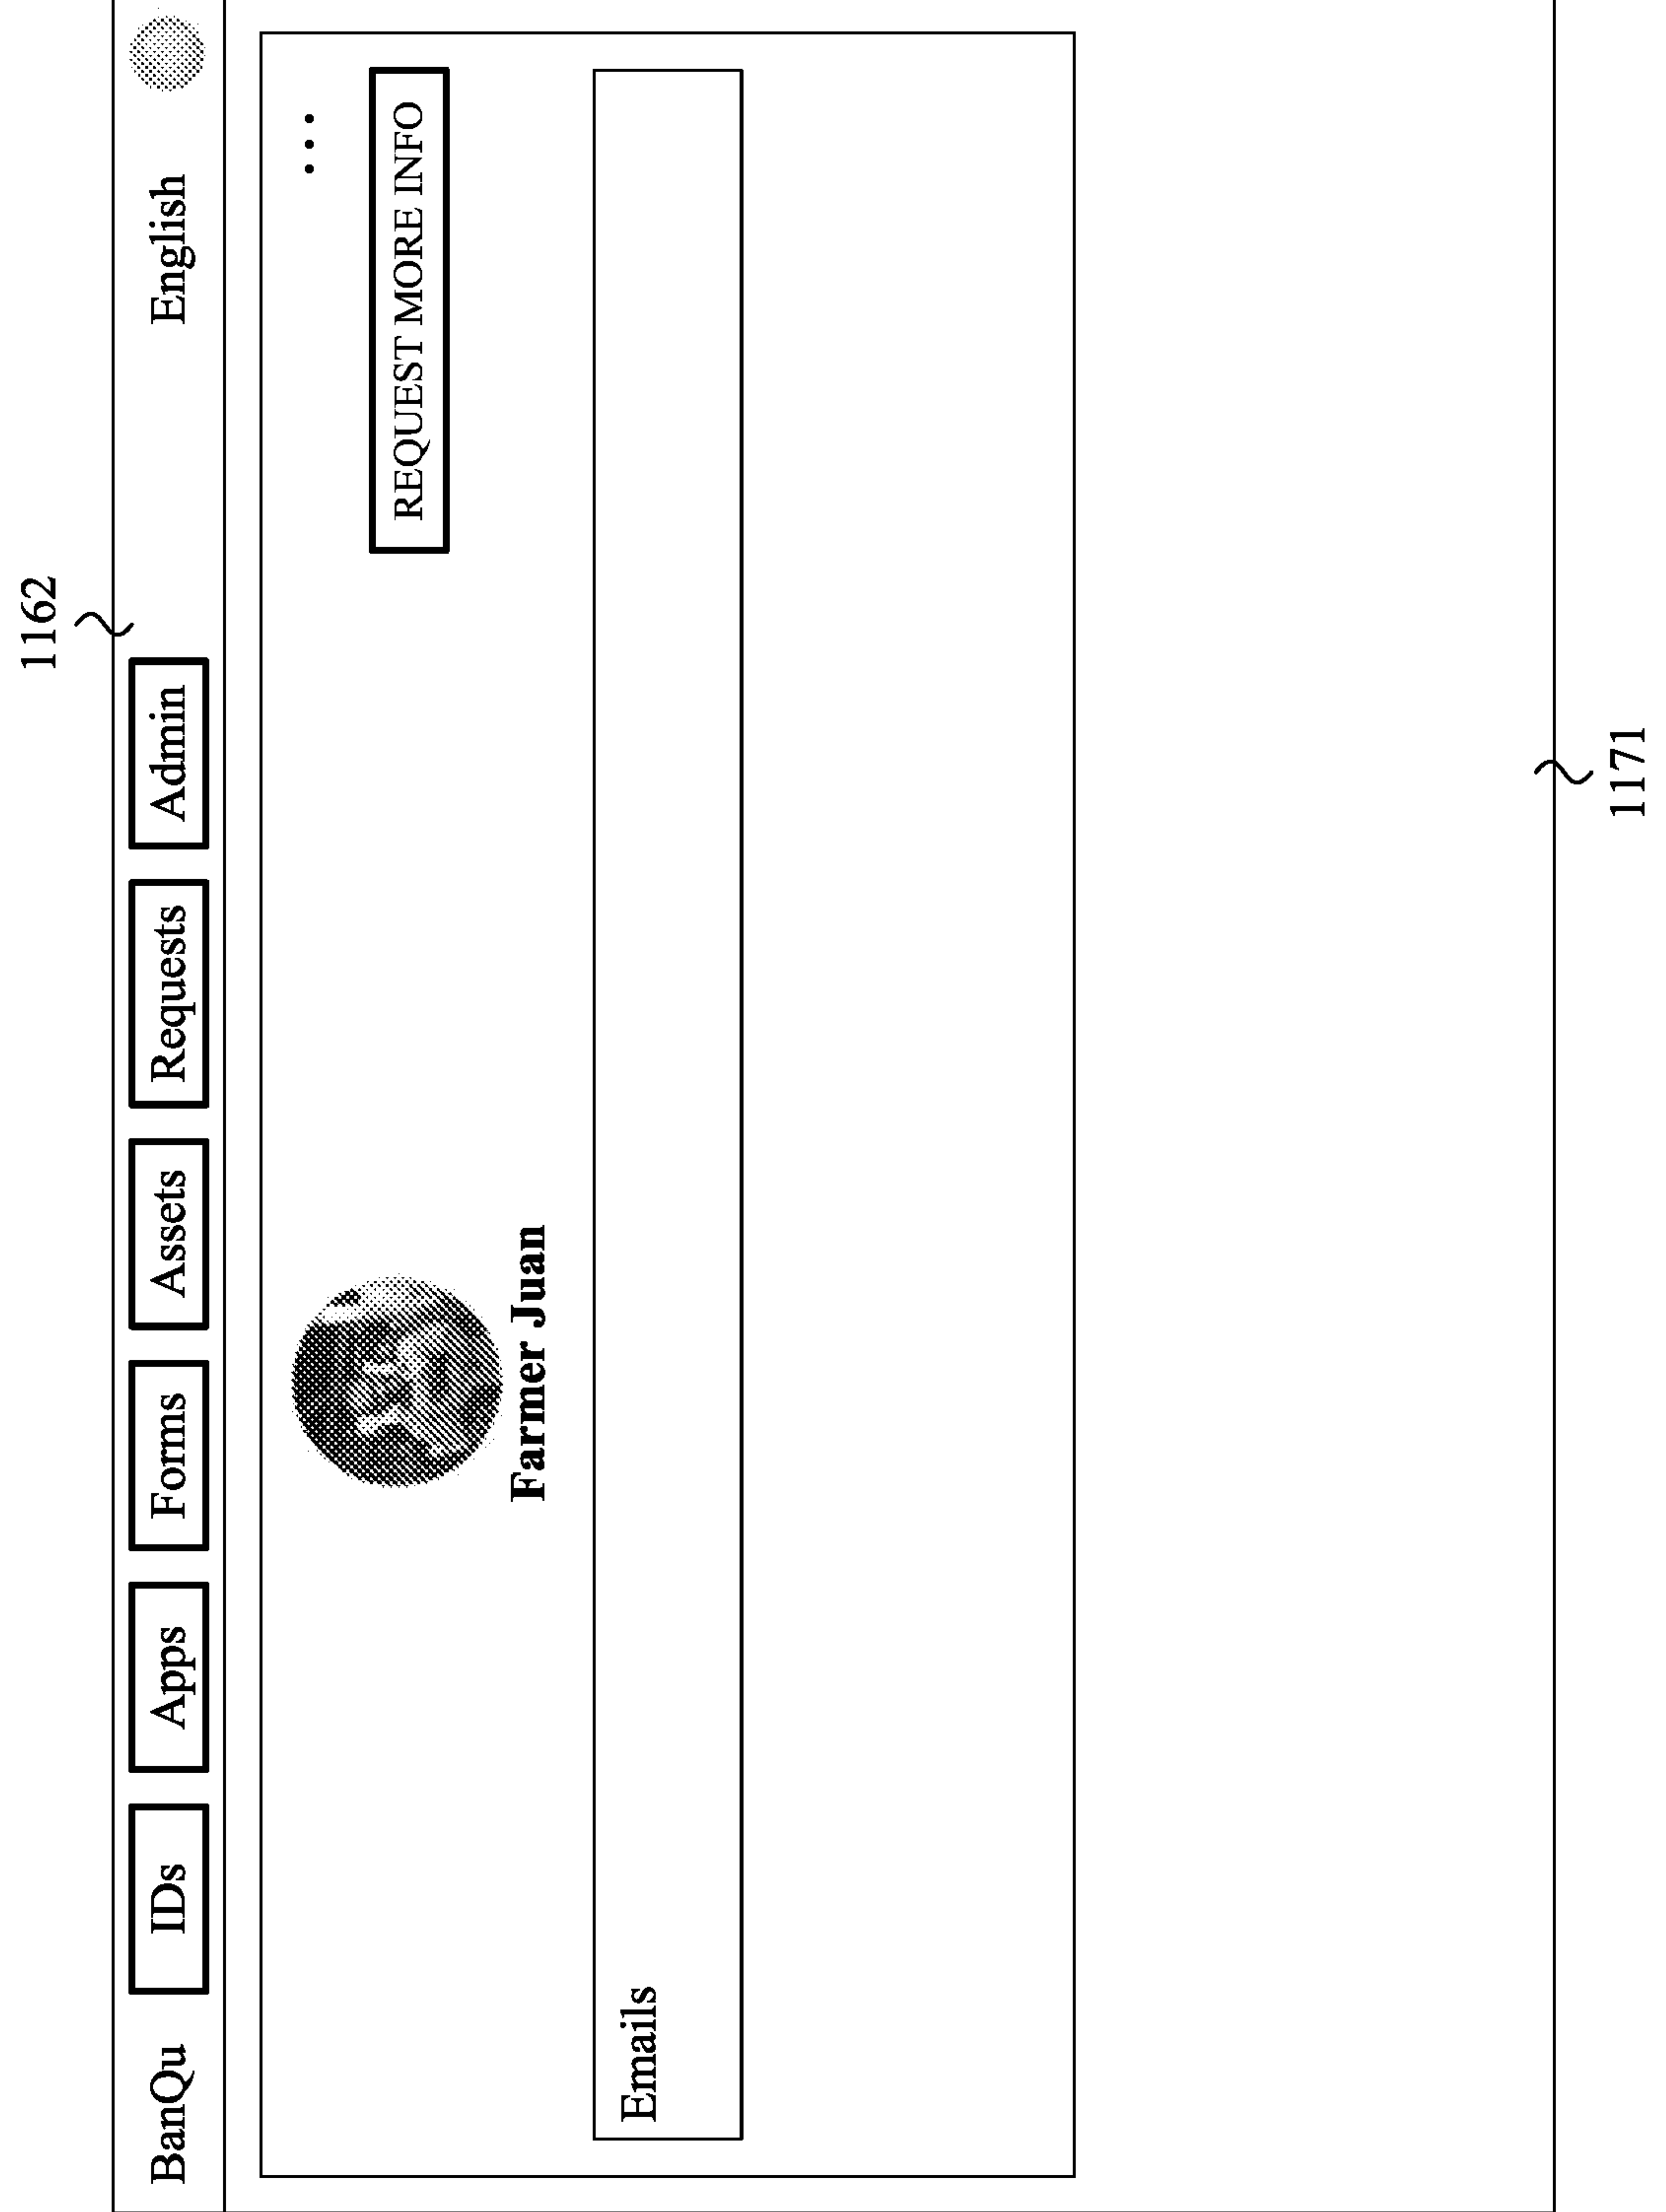 1162
BanQu IDs Apps Forms Assets Requests Admin English
...
REQUEST MORE INFO
Farmer Juan
Emails
1171